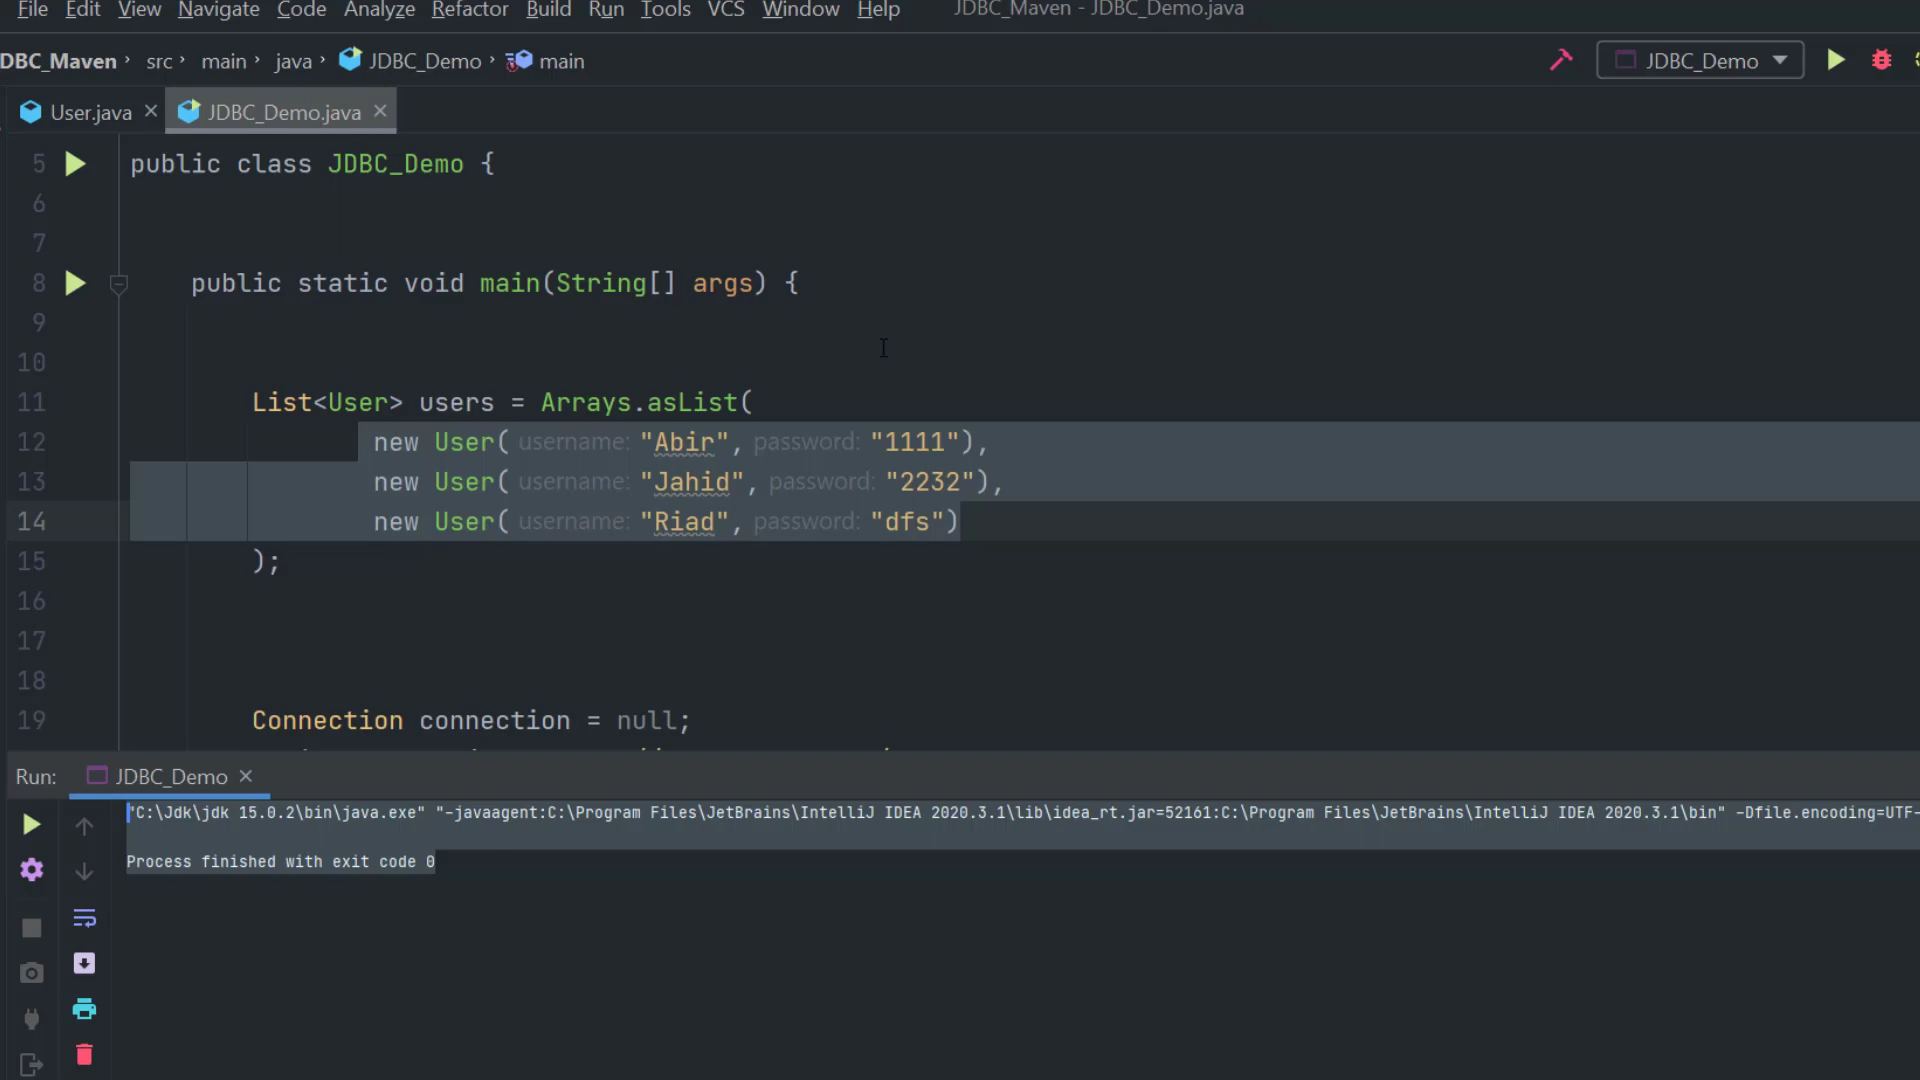 File Edit View Navigate Code Analyze Refactor Build Run Tools VCS Window Help JDBC_Maven - JDBC_Demo.java
DBC_Maven › src › main › java › JDBC_Demo › main
JDBC_Demo
User.java × JDBC_Demo.java ×
5 public class JDBC_Demo {
6
7
8 public static void main(String[] args) {
9
10
11 List<User> users = Arrays.asList(
12 new User( username: "Abir", password: "1111"),
13 new User( username: "Jahid", password: "2232"),
14 new User( username: "Riad", password: "dfs")
15 );
16
17
18
19 Connection connection = null;
Run: JDBC_Demo ×
"C:\Jdk\jdk 15.0.2\bin\java.exe" "-javaagent:C:\Program Files\JetBrains\IntelliJ IDEA 2020.3.1\lib\idea_rt.jar=52161:C:\Program Files\JetBrains\IntelliJ IDEA 2020.3.1\bin" -Dfile.encoding=UTF-
Process finished with exit code 0